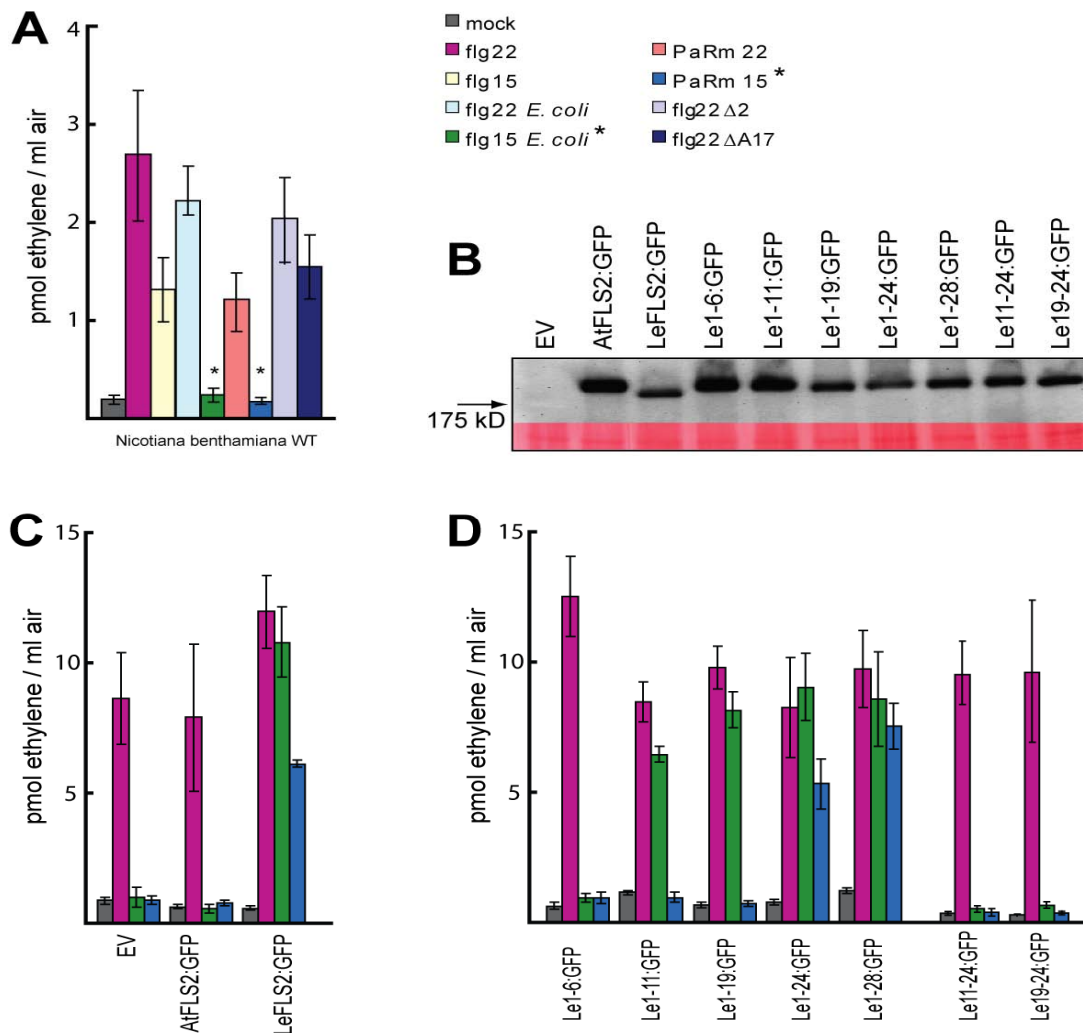 A
pmol ethylene / ml air
4
3
2
1
*
*
Nicotiana benthamiana WT
mock
flg22
flg15
flg22 E. coli
flg15 E. coli *
PaRm 22
PaRm 15 *
flg22 Δ2
flg22 ΔA17
B
EV
AtFLS2:GFP
LeFLS2:GFP
Le1-6:GFP
Le1-11:GFP
Le1-19:GFP
Le1-24:GFP
Le1-28:GFP
Le11-24:GFP
Le19-24:GFP
175 kD
C
pmol ethylene / ml air
15
10
5
EV
AtFLS2:GFP
LeFLS2:GFP
D
pmol ethylene / ml air
15
10
5
Le1-6:GFP
Le1-11:GFP
Le1-19:GFP
Le1-24:GFP
Le1-28:GFP
Le11-24:GFP
Le19-24:GFP